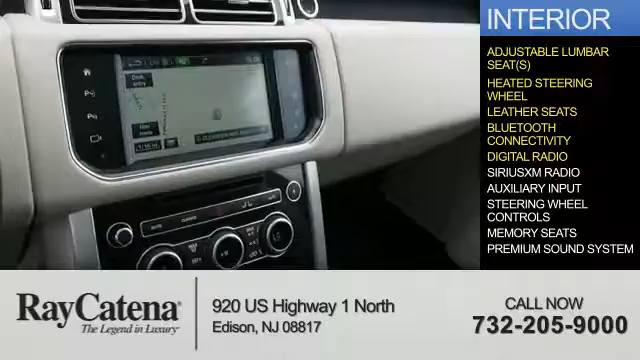 INTERIOR
ADJUSTABLE LUMBAR
SEAT(S)
HEATED STEERING
WHEEL
LEATHER SEATS
BLUETOOTH
CONNECTIVITY
DIGITAL RADIO
SIRIUSXM RADIO
AUXILIARY INPUT
STEERING WHEEL
CONTROLS
MEMORY SEATS
PREMIUM SOUND SYSTEM
RayCatena
The Legend in Luxury
920 US Highway 1 North
Edison, NJ 08817
CALL NOW
732-205-9000